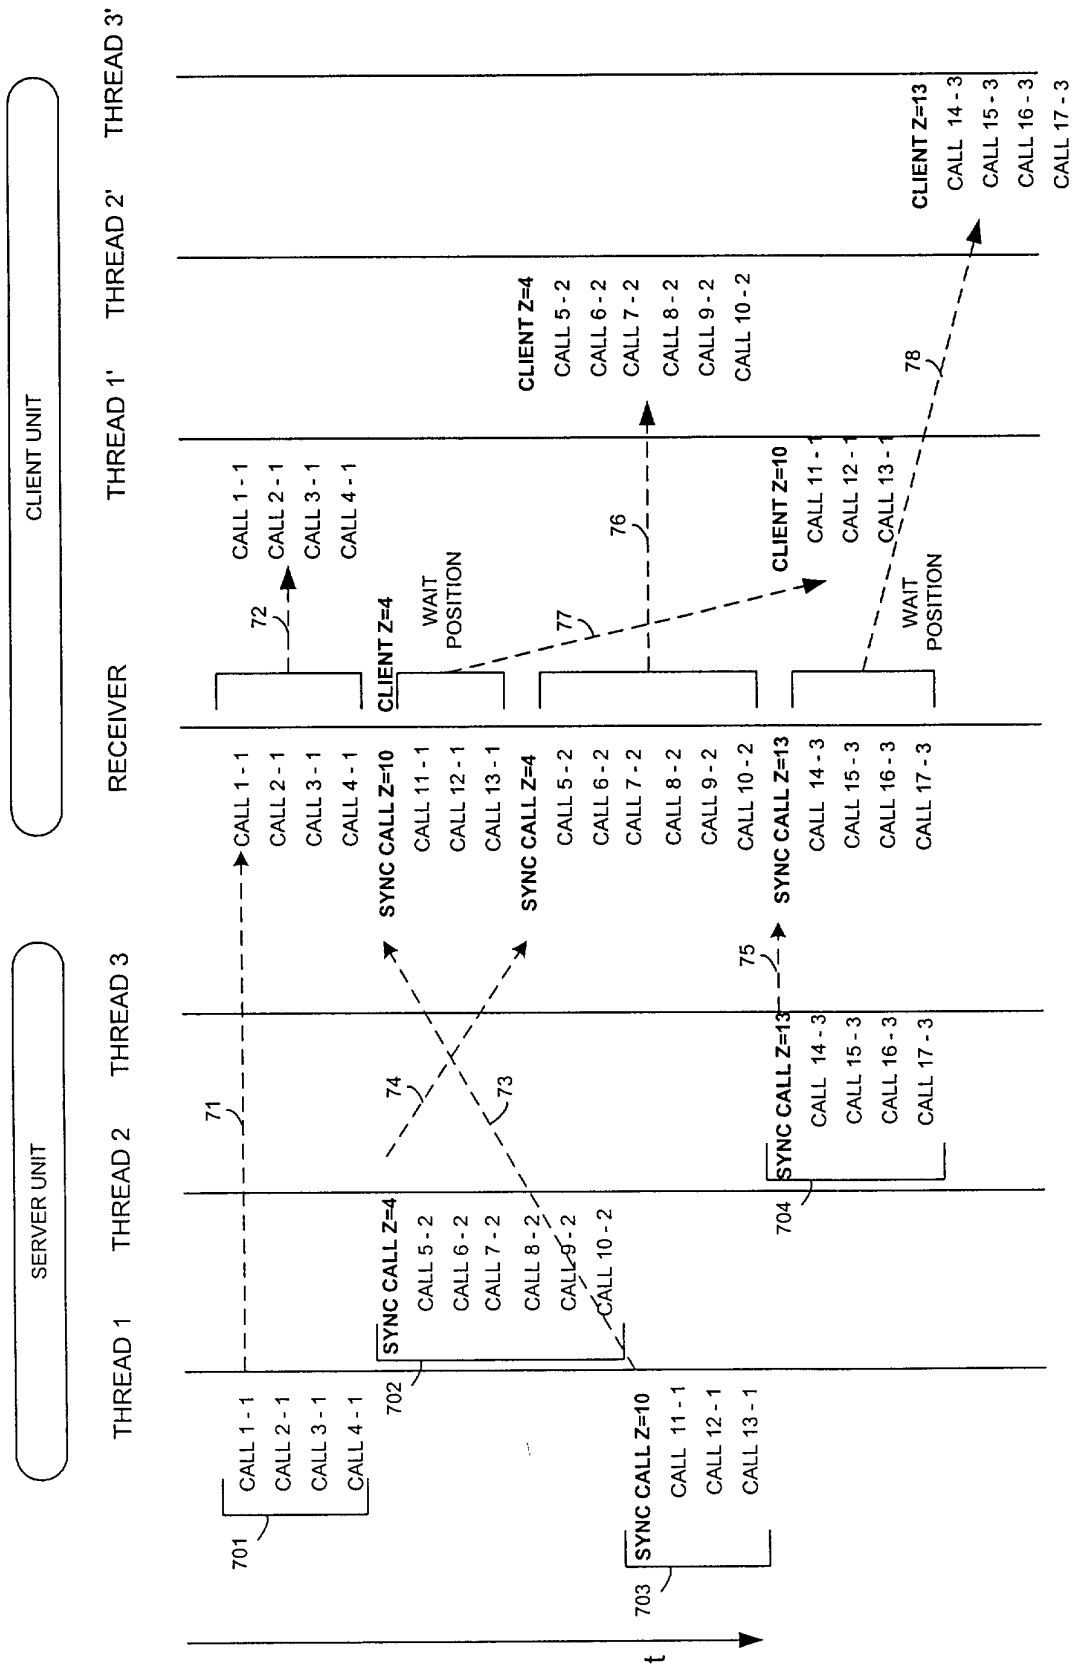 SERVER UNIT
CLIENT UNIT
THREAD 1
THREAD 2
THREAD 3
RECEIVER
THREAD 1'
THREAD 2'
THREAD 3'
t
701
CALL 1 - 1
CALL 2 - 1
CALL 3 - 1
CALL 4 - 1
703
SYNC CALL Z=10
CALL 11 - 1
CALL 12 - 1
CALL 13 - 1
702
SYNC CALL Z=4
CALL 5 - 2
CALL 6 - 2
CALL 7 - 2
CALL 8 - 2
CALL 9 - 2
CALL 10 - 2
704
SYNC CALL Z=13
CALL 14 - 3
CALL 15 - 3
CALL 16 - 3
CALL 17 - 3
71
74
73
75
CALL 1 - 1
CALL 2 - 1
CALL 3 - 1
CALL 4 - 1
SYNC CALL Z=10
CALL 11 - 1
CALL 12 - 1
CALL 13 - 1
SYNC CALL Z=4
CALL 5 - 2
CALL 6 - 2
CALL 7 - 2
CALL 8 - 2
CALL 9 - 2
CALL 10 - 2
SYNC CALL Z=13
CALL 14 - 3
CALL 15 - 3
CALL 16 - 3
CALL 17 - 3
72
CLIENT Z=4
WAIT
POSITION
77
76
WAIT
POSITION
78
CALL 1 - 1
CALL 2 - 1
CALL 3 - 1
CALL 4 - 1
CLIENT Z=10
CALL 11 - 1
CALL 12 - 1
CALL 13 - 1
CLIENT Z=4
CALL 5 - 2
CALL 6 - 2
CALL 7 - 2
CALL 8 - 2
CALL 9 - 2
CALL 10 - 2
CLIENT Z=13
CALL 14 - 3
CALL 15 - 3
CALL 16 - 3
CALL 17 - 3